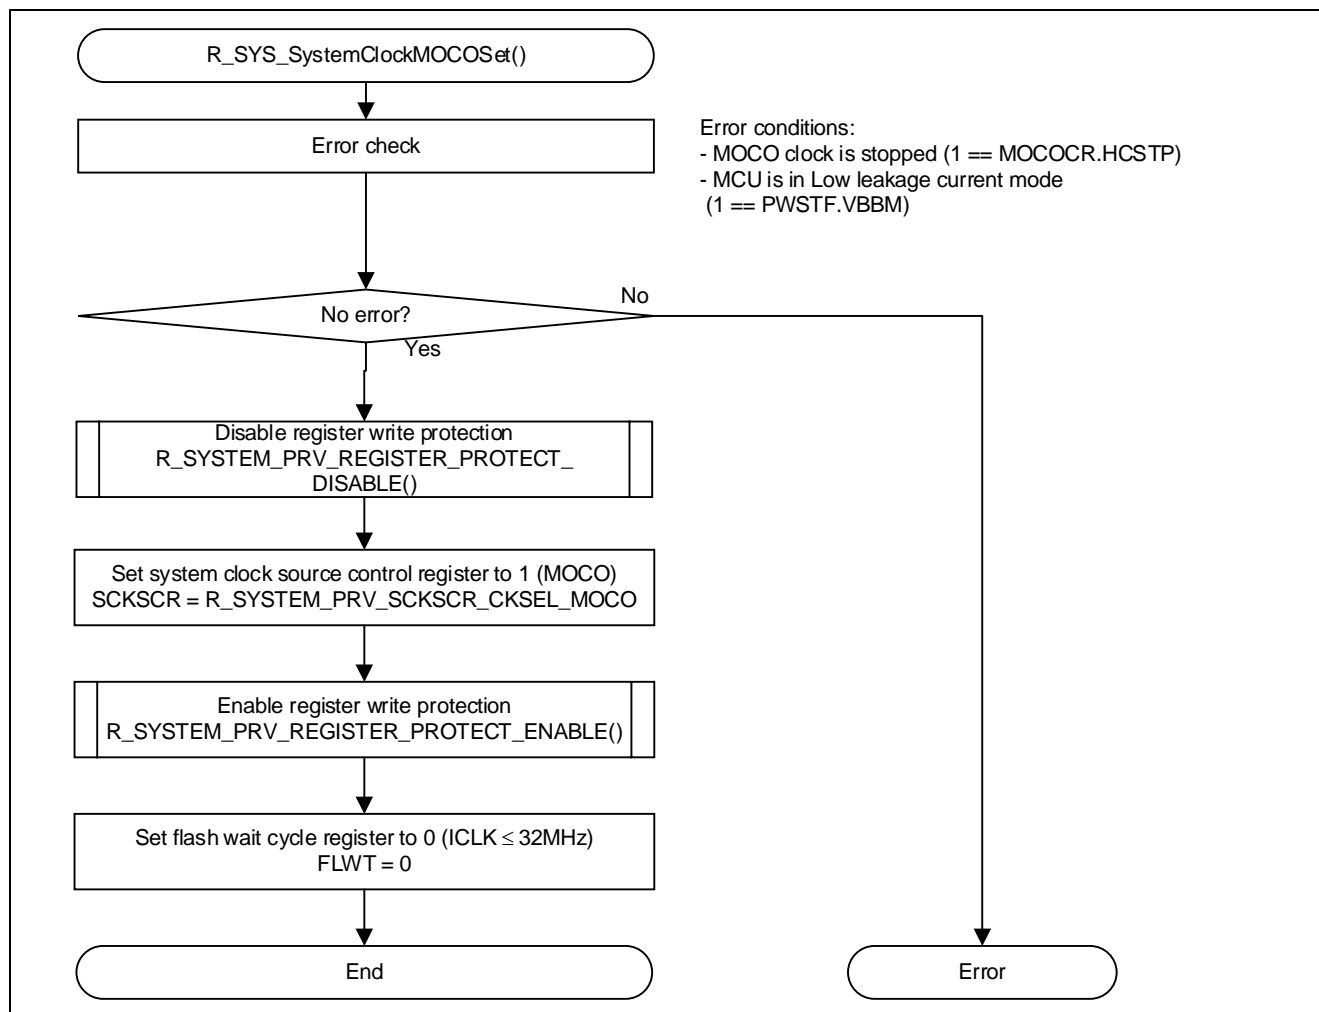 R_SYS_SystemClockMOCOSet()
Error check
Error conditions:
- MOCO clock is stopped (1 == MOCOCR.HCSTP)
- MCU is in Low leakage current mode
(1 == PWSTF.VBBM)
No error?
No
Yes
Disable register write protection
R_SYSTEM_PRV_REGISTER_PROTECT_
DISABLE()
Set system clock source control register to 1 (MOCO)
SCKSCR = R_SYSTEM_PRV_SCKSCR_CKSEL_MOCO
Enable register write protection
R_SYSTEM_PRV_REGISTER_PROTECT_ENABLE()
Set flash wait cycle register to 0 (ICLK ≤ 32MHz)
FLWT = 0
End
Error